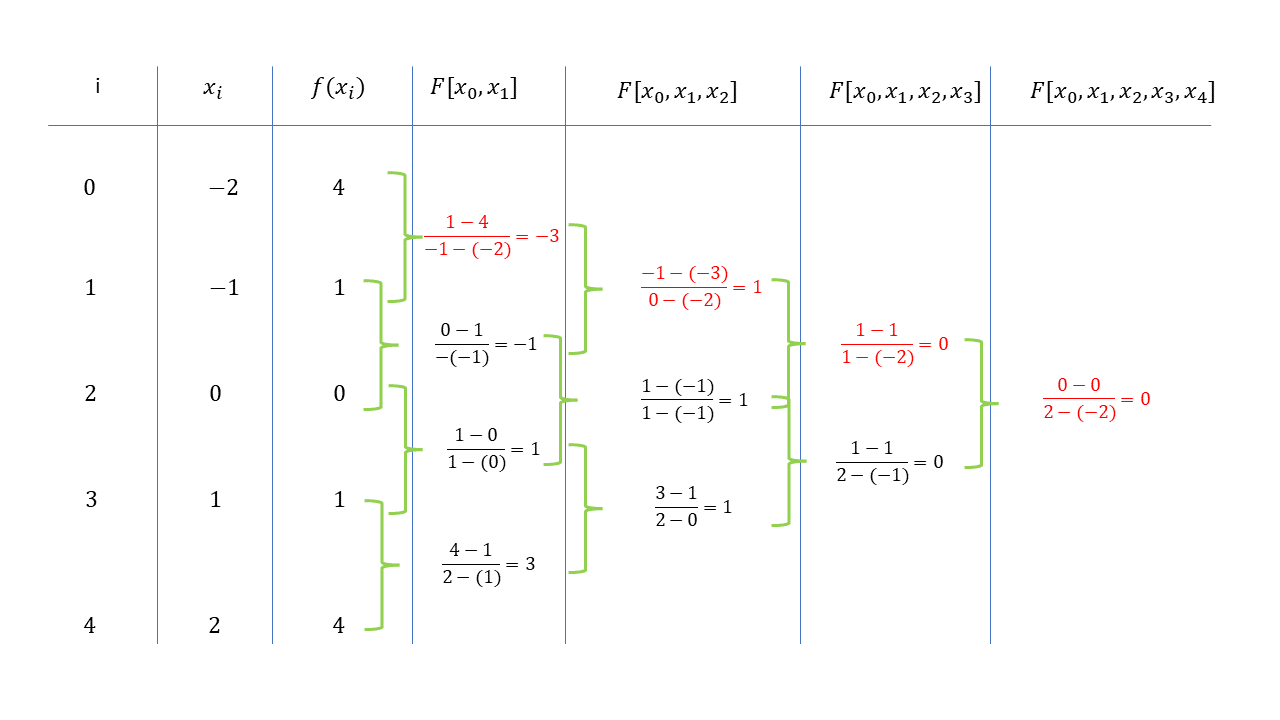 i x_i f(x_i) F[x_0, x_1] F[x_0, x_1, x_2] F[x_0, x_1, x_2, x_3] F[x_0, x_1, x_2, x_3, x_4]
0 −2 4
\frac{1 − 4}{−1 − (−2)} = −3
1 −1 1 \frac{−1 − (−3)}{0 − (−2)} = 1
\frac{0 − 1}{−(−1)} = −1 \frac{1 − 1}{1 − (−2)} = 0
2 0 0 \frac{1 − (−1)}{1 − (−1)} = 1 \frac{0 − 0}{2 − (−2)} = 0
\frac{1 − 0}{1 − (0)} = 1 \frac{1 − 1}{2 − (−1)} = 0
3 1 1 \frac{3 − 1}{2 − 0} = 1
\frac{4 − 1}{2 − (1)} = 3
4 2 4